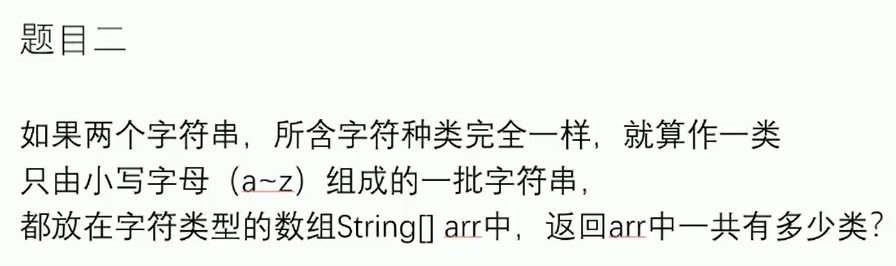 题目二
如果两个字符串，所含字符种类完全一样，就算作一类
只由小写字母（a~z）组成的一批字符串，
都放在字符类型的数组String[] arr中，返回arr中一共有多少类？